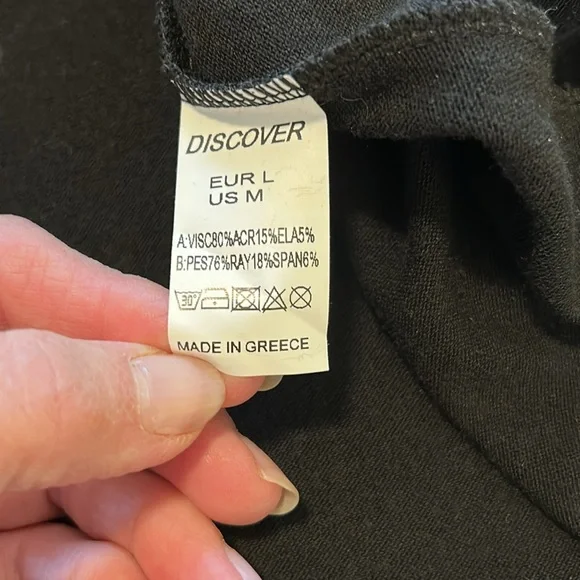 DISCOVER
EUR L
US M
A:VISC80%ACR15%ELA5%
B:PES76%RAY18%SPAN6%
30°
MADE IN GREECE